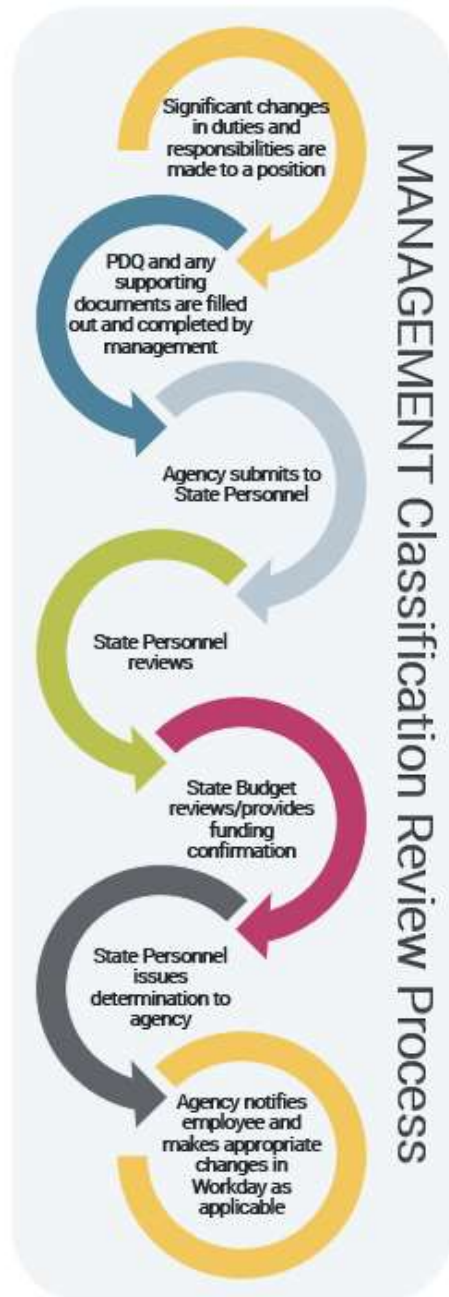 MANAGEMENT Classification Review Process
Significant changes
in duties and
responsibilities are
made to a position
PDQ and any
supporting
documents are filled
out and completed by
management
Agency submits to
State Personnel
State Personnel
reviews
State Budget
reviews/provides
funding
confirmation
State Personnel
issues
determination to
agency
Agency notifies
employee and
makes appropriate
changes in
Workday as
applicable